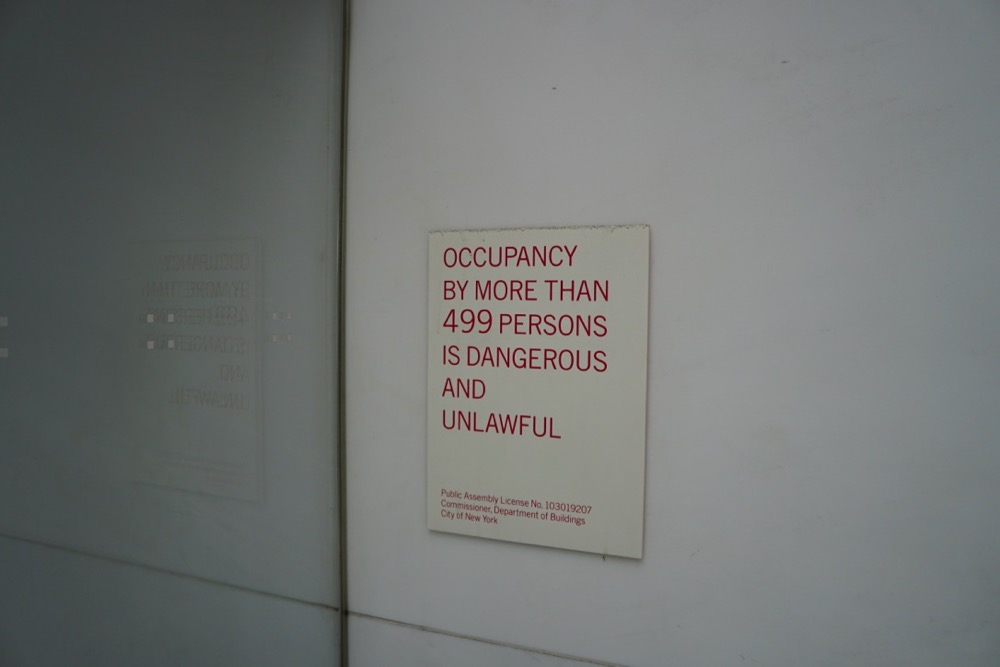 OCCUPANCY
BY MORE THAN
499 PERSONS
IS DANGEROUS
AND
UNLAWFUL
Public Assembly License No. 103019207
Commissioner, Department of Buildings
City of New York